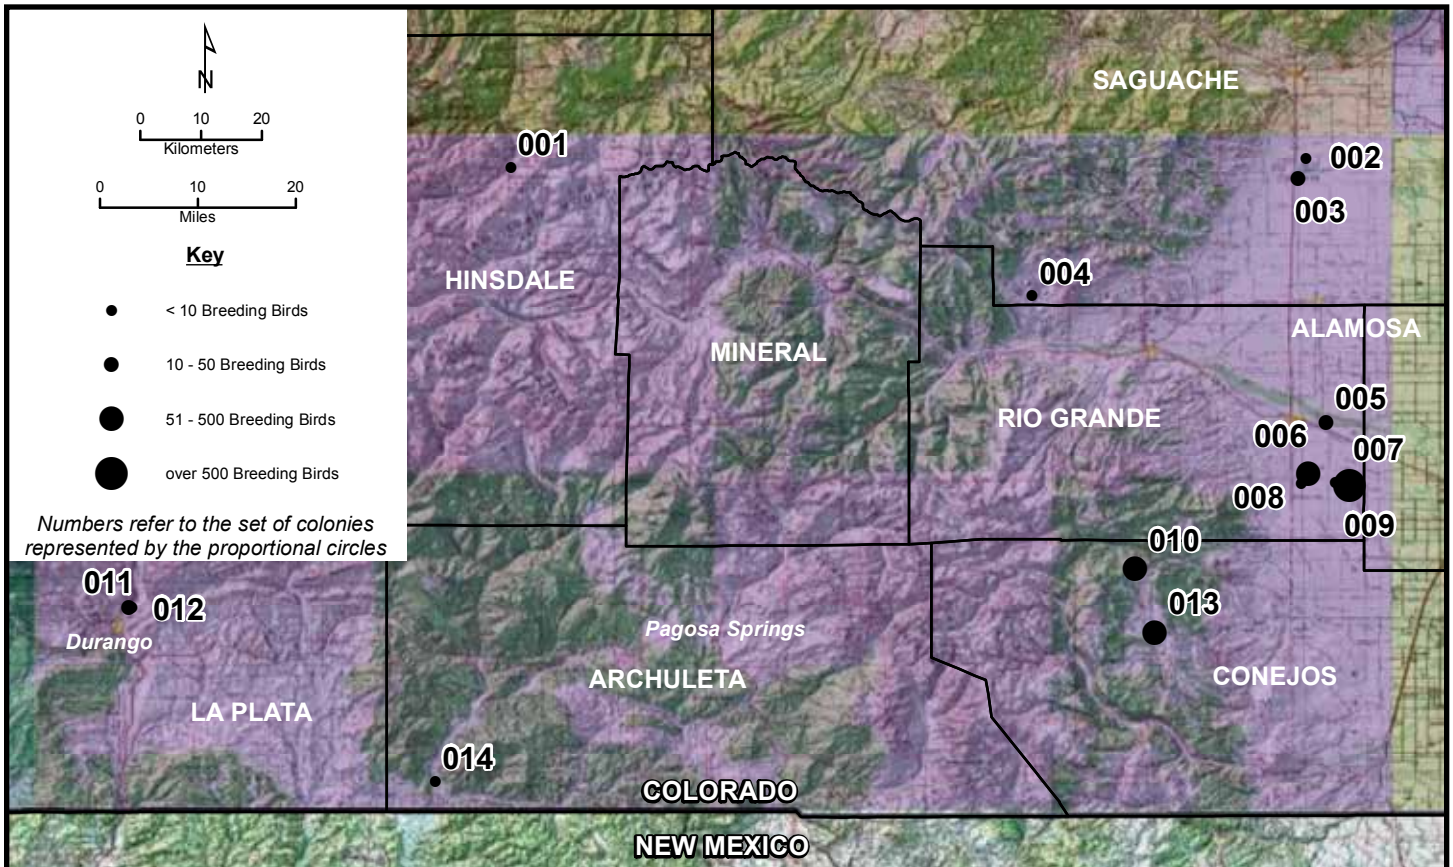 N
0 10 20
Kilometers
0 10 20
Miles
Key
< 10 Breeding Birds
10 - 50 Breeding Birds
51 - 500 Breeding Birds
over 500 Breeding Birds
Numbers refer to the set of colonies
represented by the proportional circles
SAGUACHE
001
002
003
HINSDALE
004
ALAMOSA
MINERAL
005
RIO GRANDE
006
007
008
009
010
011
012
013
Durango
Pagosa Springs
ARCHULETA
CONEJOS
LA PLATA
014
COLORADO
NEW MEXICO